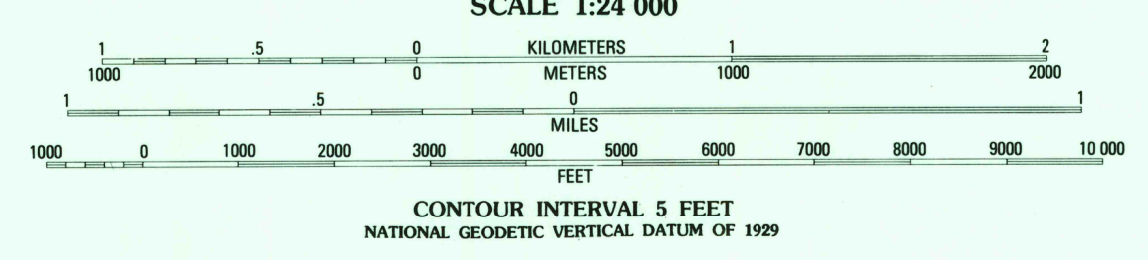 SCALE 1:24 000
1 .5 0 KILOMETERS 1 2
1000 0 METERS 1000 2000
1 .5 0 1
MILES
1000 0 1000 2000 3000 4000 5000 6000 7000 8000 9000 10 000
FEET
CONTOUR INTERVAL 5 FEET
NATIONAL GEODETIC VERTICAL DATUM OF 1929